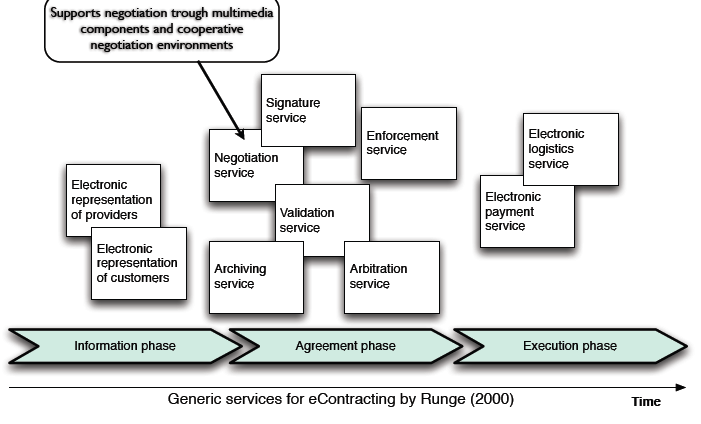 Supports negotiation trough multimedia
components and cooperative
negotiation environments
Signature
service
Enforcement
service
Electronic
logistics
service
Negotiation
service
Electronic
representation
of providers
Electronic
payment
service
Validation
service
Electronic
representation
of customers
Archiving
service
Arbitration
service
Information phase
Agreement phase
Execution phase
Generic services for eContracting by Runge (2000)
Time